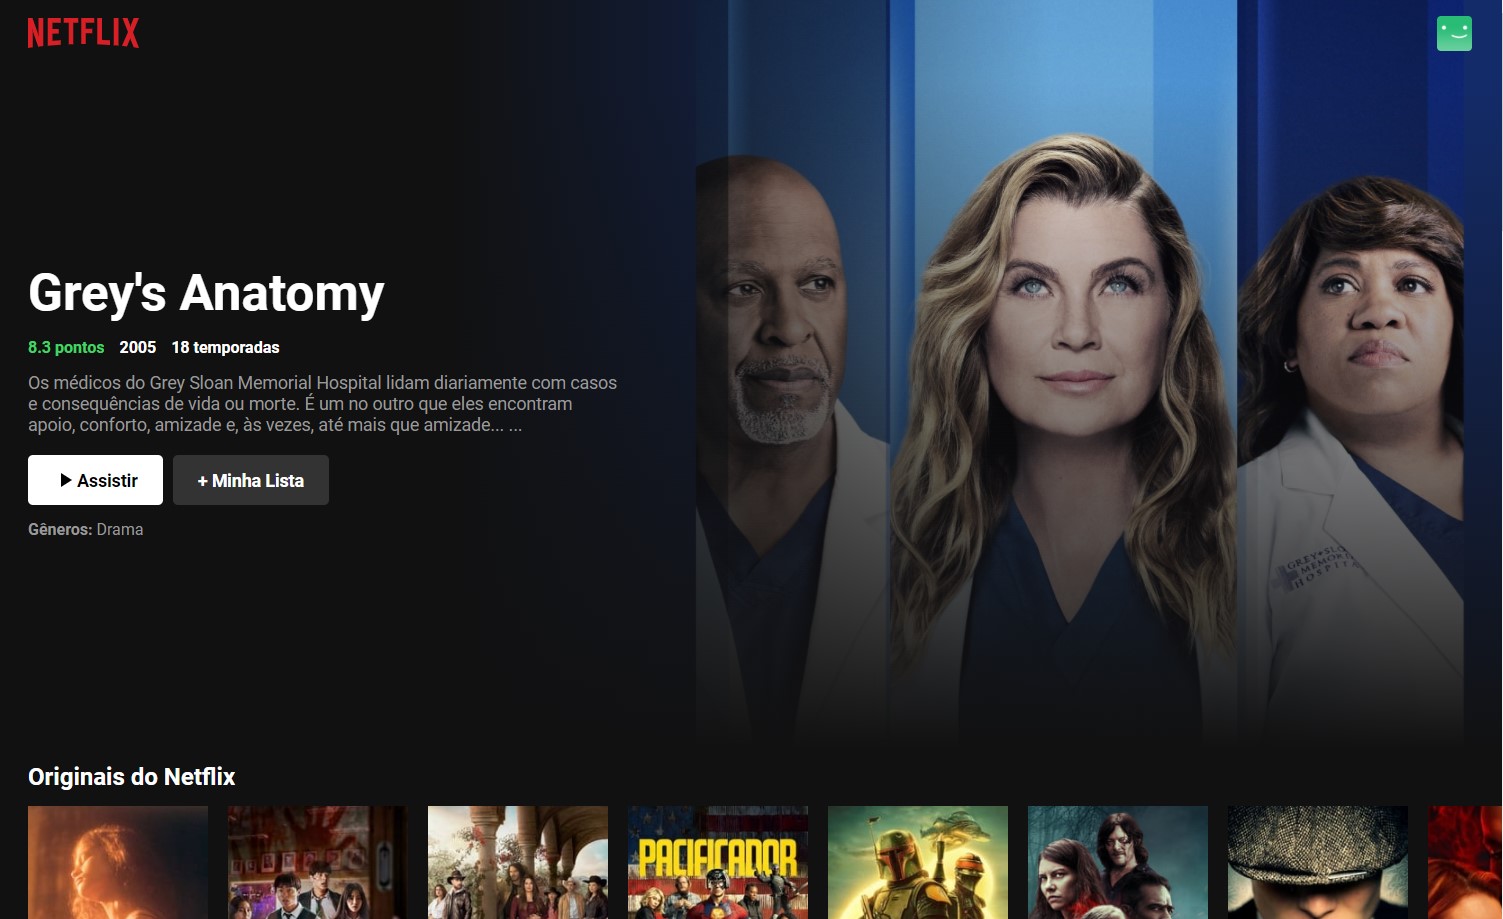 NETFLIX
Grey's Anatomy
8.3 pontos 2005 18 temporadas
Os médicos do Grey Sloan Memorial Hospital lidam diariamente com casos
e consequências de vida ou morte. É um no outro que eles encontram
apoio, conforto, amizade e, às vezes, até mais que amizade... ...
Assistir + Minha Lista
Gêneros: Drama
GREY+SLOAN
MEMORIAL
HOSPITAL
Originais do Netflix
PACIFICADOR